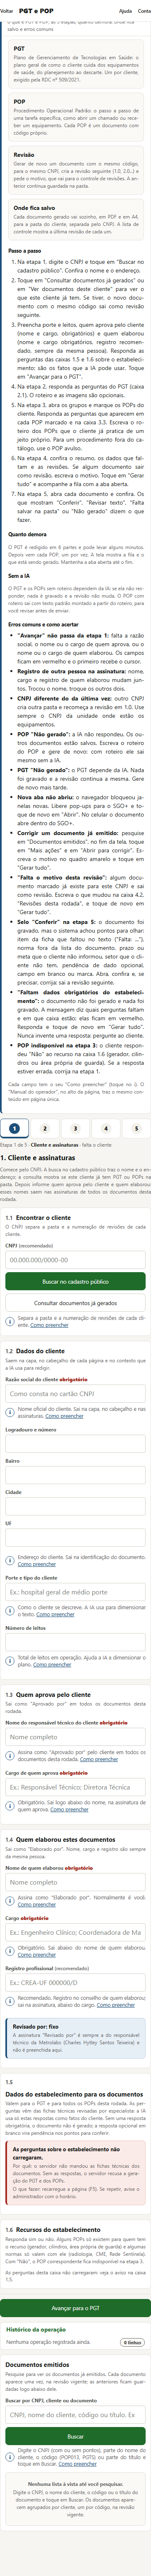 Voltar PGT e POP Ajuda Conta
o que é PGT e POP, as 5 etapas, quanto demora, onde fica salvo e erros comuns
PGT
Plano de Gerenciamento de Tecnologias em Saúde: o plano geral de como o cliente cuida dos equipamentos de saúde, do planejamento ao descarte. Um por cliente, exigido pela RDC nº 509/2021.
POP
Procedimento Operacional Padrão: o passo a passo de uma tarefa específica, como abrir um chamado ou receber um equipamento. Cada POP é um documento com código próprio.
Revisão
Gerar de novo um documento com o mesmo código, para o mesmo CNPJ, cria a revisão seguinte (1.0, 2.0...) e pede o motivo, que vai para o controle de revisões. A anterior continua guardada na pasta.
Onde fica salvo
Cada documento gerado vai sozinho, em PDF e em A4, para a pasta do cliente, separada pelo CNPJ. A lista de controle mostra a última revisão de cada um.
Passo a passo
1. Na etapa 1, digite o CNPJ e toque em "Buscar no cadastro público". Confira o nome e o endereço.
2. Toque em "Consultar documentos já gerados" ou em "Ver documentos deste cliente" para ver o que o cliente já tem. Se tiver, o novo documento com o mesmo código sai como revisão seguinte.
3. Preencha porte e leitos, quem aprova pelo cliente (nome e cargo, obrigatórios) e quem elaborou (nome e cargo obrigatórios, registro recomendado, sempre da mesma pessoa). Responda as perguntas das caixas 1.5 e 1.6 sobre o estabelecimento: são os fatos que a IA pode usar. Toque em "Avançar para o PGT".
4. Na etapa 2, responda as perguntas do PGT (caixa 2.1). O roteiro e as siglas são opcionais.
5. Na etapa 3, abra os grupos e marque os POPs do cliente. Responda as perguntas que aparecem em cada POP marcado e na caixa 3.3. Escreva o roteiro só dos POPs que o cliente já pratica de um jeito próprio. Para um procedimento fora do catálogo, use o POP avulso.
6. Na etapa 4, confira o resumo, os dados que faltam e as revisões. Se algum documento sair como revisão, escreva o motivo. Toque em "Gerar tudo" e acompanhe a fila com a aba aberta.
7. Na etapa 5, abra cada documento e confira. Os que mostram "Conferir", "Revisar texto", "Falta salvar na pasta" ou "Não gerado" dizem o que fazer.
Quanto demora
O PGT é redigido em 8 partes e pode levar alguns minutos. Depois vem cada POP, um por vez. A tela mostra a fila e o que está sendo gerado. Mantenha a aba aberta até o fim.
Sem a IA
O PGT e os POPs sem roteiro dependem da IA: se ela não responder, nada é gerado e a revisão não muda. O POP com roteiro sai com texto padrão montado a partir do roteiro, para você revisar antes de enviar.
Erros comuns e como acertar
• "Avançar" não passa da etapa 1: falta a razão social, o nome ou o cargo de quem aprova, ou o nome ou o cargo de quem elaborou. Os campos ficam em vermelho e o primeiro recebe o cursor.
• Registro de outra pessoa na assinatura: nome, cargo e registro de quem elaborou mudam juntos. Trocou o nome, troque os outros dois.
• CNPJ diferente do da última vez: outro CNPJ cria outra pasta e recomeça a revisão em 1.0. Use sempre o CNPJ da unidade onde estão os equipamentos.
• POP "Não gerado": a IA não respondeu. Os outros documentos estão salvos. Escreva o roteiro do POP e gere de novo: com roteiro ele sai mesmo sem a IA.
• PGT "Não gerado": o PGT depende da IA. Nada foi gravado e a revisão continua a mesma. Gere de novo mais tarde.
• Nova aba não abriu: o navegador bloqueou janelas novas. Libere pop-ups para o SGO+ e toque de novo em "Abrir". No celular, o documento abre dentro do SGO+.
• Corrigir um documento já emitido: pesquise em "Documentos emitidos", no fim da tela, toque em "Mais ações" e em "Abrir para corrigir". Escreva o motivo no quadro amarelo e toque em "Gerar tudo".
• "Falta o motivo desta revisão": algum documento marcado já existe para este CNPJ e vai sair como revisão. Escreva o que mudou na caixa 4.2, "Revisões desta rodada", e toque de novo em "Gerar tudo".
• Selo "Conferir" na etapa 5: o documento foi gravado, mas o sistema achou pontos para olhar: item da ficha que faltou no texto ("Falta: ..."), norma fora da lista do documento, prazo ou número que o cliente não informou, setor que ele não tem, pendência de dado opcional, campo em branco ou marca. Abra, confira e, se precisar, corrija e gere a revisão seguinte.
• "Faltam dados obrigatórios do estabelecimento": o documento não foi gravado e a revisão não mudou. A mensagem diz quais perguntas faltam e em que caixa estão; elas ficam em vermelho. Responda e toque de novo em "Gerar tudo". Nunca invente uma resposta: pergunte ao cliente.
• POP indisponível na etapa 3: o cliente respondeu "Não" ao recurso na caixa 1.6 (gerador, cilindros ou área própria de guarda). Se a resposta estiver errada, corrija na etapa 1.
Cada campo tem o seu "Como preencher" (toque no i). O "Manual do operador", no alto da página, traz o mesmo conteúdo em página única.
1 2 3 4 5
Etapa 1 de 5 · Cliente e assinaturas · falta o cliente
1. Cliente e assinaturas
Comece pelo CNPJ. A busca no cadastro público traz o nome e o endereço; a consulta mostra se este cliente já tem PGT ou POPs na pasta. Depois informe quem aprova pelo cliente e quem elaborou: esses nomes saem nas assinaturas de todos os documentos desta rodada.
1.1 Encontrar o cliente
O CNPJ separa a pasta e a numeração de revisões de cada cliente.
CNPJ (recomendado)
00.000.000/0000-00
Buscar no cadastro público
Consultar documentos já gerados
i Separa a pasta e a numeração de revisões de cada cliente. Como preencher
1.2 Dados do cliente
Saem na capa, no cabeçalho de cada página e no contexto que a IA usa para redigir.
Razão social do cliente obrigatório
Como consta no cartão CNPJ
i Nome oficial do cliente. Sai na capa, no cabeçalho e nas assinaturas. Como preencher
Logradouro e número
Bairro
Cidade
UF
i Endereço do cliente. Sai na identificação do documento. Como preencher
Porte e tipo do cliente
Ex.: hospital geral de médio porte
i Como o cliente se descreve. A IA usa para dimensionar o texto. Como preencher
Número de leitos
i Total de leitos em operação. Ajuda a IA a dimensionar o plano. Como preencher
1.3 Quem aprova pelo cliente
Sai como "Aprovado por" em todos os documentos desta rodada.
Nome do responsável técnico do cliente obrigatório
Nome completo
i Assina como "Aprovado por" pelo cliente em todos os documentos desta rodada. Como preencher
Cargo de quem aprova obrigatório
Ex.: Responsável Técnico; Diretora Técnica
i Obrigatório. Sai logo abaixo do nome, na assinatura de quem aprova. Como preencher
1.4 Quem elaborou estes documentos
Sai como "Elaborado por". Nome, cargo e registro são sempre da mesma pessoa.
Nome de quem elaborou obrigatório
Nome completo
i Assina como "Elaborado por". Normalmente é você. Como preencher
Cargo obrigatório
Ex.: Engenheiro Clínico; Coordenadora de Ma
i Obrigatório. Sai abaixo do nome de quem elaborou. Como preencher
Registro profissional (recomendado)
Ex.: CREA-UF 000000/D
i Recomendado. Registro no conselho de quem elaborou; sai na assinatura, abaixo do cargo. Como preencher
Revisado por: fixo
A assinatura "Revisado por" é sempre a do responsável técnico da Metrolabs (Charles Hytley Santos Teixeira) e não é preenchida aqui.
1.5
Dados do estabelecimento para os documentos
Valem para o PGT e para todos os POPs desta rodada. As perguntas vêm das fichas técnicas revisadas por especialista e a IA só usa estas respostas como fatos do cliente. Sem uma resposta obrigatória, o documento não é gerado; a resposta opcional em branco vira pendência nos pontos para conferir.
As perguntas sobre o estabelecimento não carregaram.
Por quê: o servidor não mandou as fichas técnicas dos documentos. Sem as respostas, o servidor recusa a geração do PGT e dos POPs.
O que fazer: recarregue a página (F5). Se repetir, avise o administrador com o horário.
1.6 Recursos do estabelecimento
Responda sim ou não. Alguns POPs só existem para quem tem o recurso (gerador, cilindros, área própria de guarda) e algumas normas só valem com ele (radiologia, CME, Rede Sentinela). Com "Não", o POP correspondente fica indisponível na etapa 3.
As perguntas desta caixa não carregaram: veja o aviso na caixa 1.5.
Avançar para o PGT
Histórico da operação
Nenhuma operação registrada ainda. 0 linhas
Documentos emitidos
Pesquise para ver os documentos já emitidos. Cada documento aparece uma vez, na revisão vigente; as anteriores ficam guardadas logo abaixo dele.
Buscar por CNPJ, cliente ou documento
CNPJ, nome do cliente, código ou título. Ex
Buscar
i Digite o CNPJ (com ou sem pontos), parte do nome do cliente, o código (POP013, PGTS) ou parte do título e toque em Buscar. Como preencher
Nenhuma lista à vista até você pesquisar.
Digite o CNPJ, o nome do cliente, o código ou o título do documento e toque em Buscar. Os documentos aparecem agrupados por cliente, um por código, na revisão vigente.